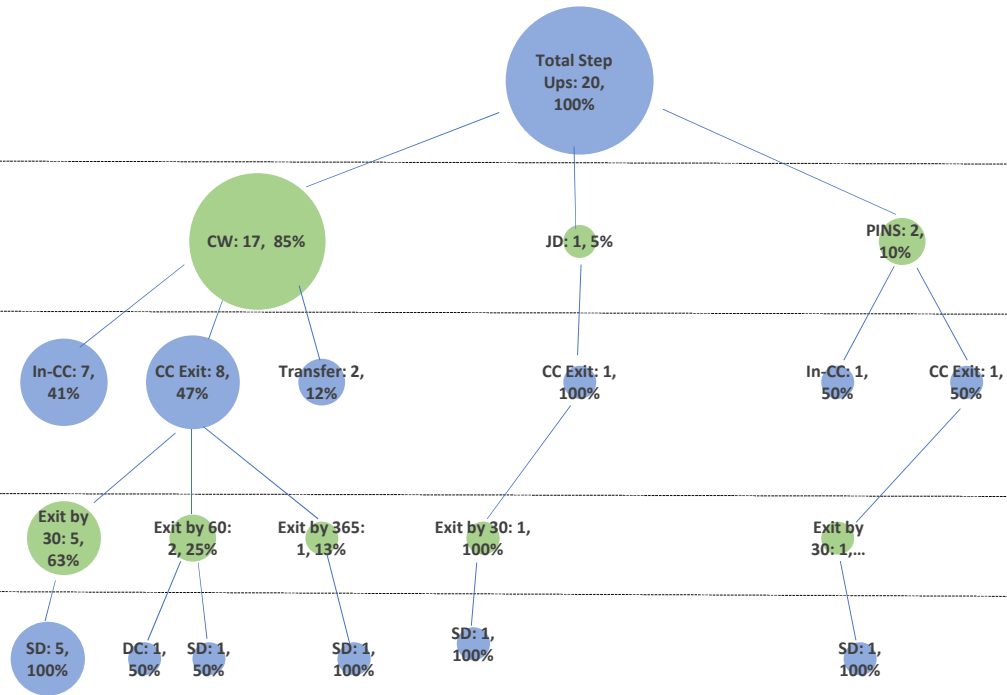 Total Step
Ups: 20,
100%
CW: 17,  85%
JD: 1, 5%
PINS: 2,
10%
In-CC: 7,
41%
CC Exit: 8,
47%
Transfer: 2,
12%
CC Exit: 1,
100%
In-CC: 1,
50%
CC Exit: 1,
50%
Exit by
30: 5,
63%
Exit by 60:
2, 25%
Exit by 365:
1, 13%
Exit by 30: 1,
100%
Exit by
30: 1,...
SD: 5,
100%
DC: 1,
50%
SD: 1,
50%
SD: 1,
100%
SD: 1,
100%
SD: 1,
100%